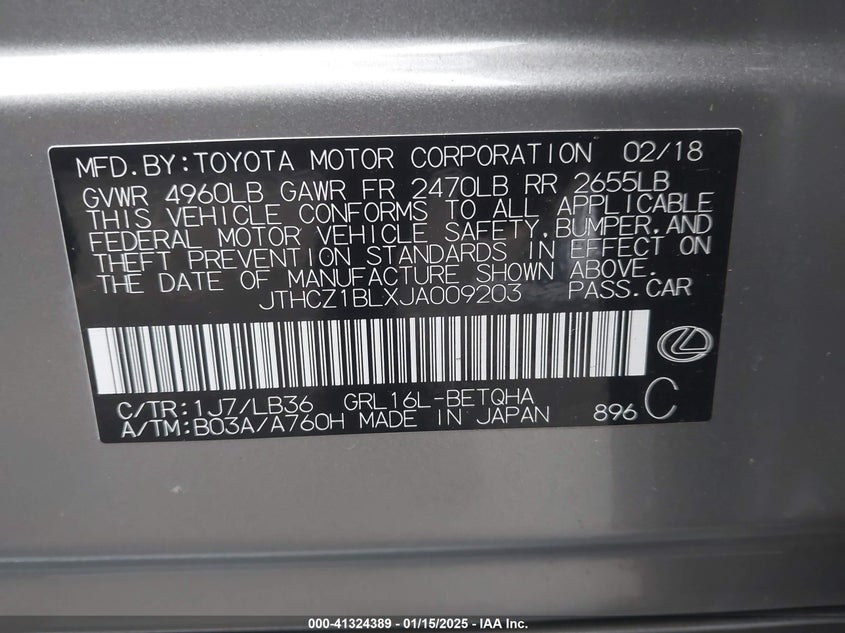 MFD.BY:TOYOTA MOTOR CORPORATION 02/18
GVWR 4960LB GAWR FR 2470LB RR 2655LB
THIS VEHICLE CONFORMS TO ALL APPLICABLE
FEDERAL MOTOR VEHICLE SAFETY,BUMPER,AND
THEFT PREVENTION STANDARDS IN EFFECT ON
THE DATE OF MANUFACTURE SHOWN ABOVE.
JTHCZ1BLXJA009203 PASS.CAR
C/TR:1J7/LB36 GRL16L-BETQHA
A/TM:B03A/A760H MADE IN JAPAN 896 C
000-41324389 - 01/15/2025 - IAA Inc.